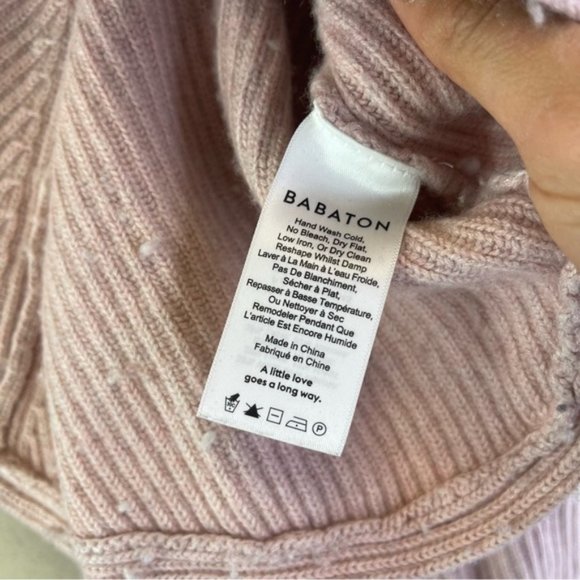 BABATON
Hand Wash Cold,
No Bleach, Dry Flat,
Low Iron, Or Dry Clean
Reshape Whilst Damp
Laver à La Main à L'eau Froide,
Pas De Blanchiment,
Sécher à Plat,
Repasser à Basse Température,
Ou Nettoyer à Sec
Remodeler Pendant Que
L'article Est Encore Humide
Made in China
Fabriqué en Chine
A little love
goes a long way.
P